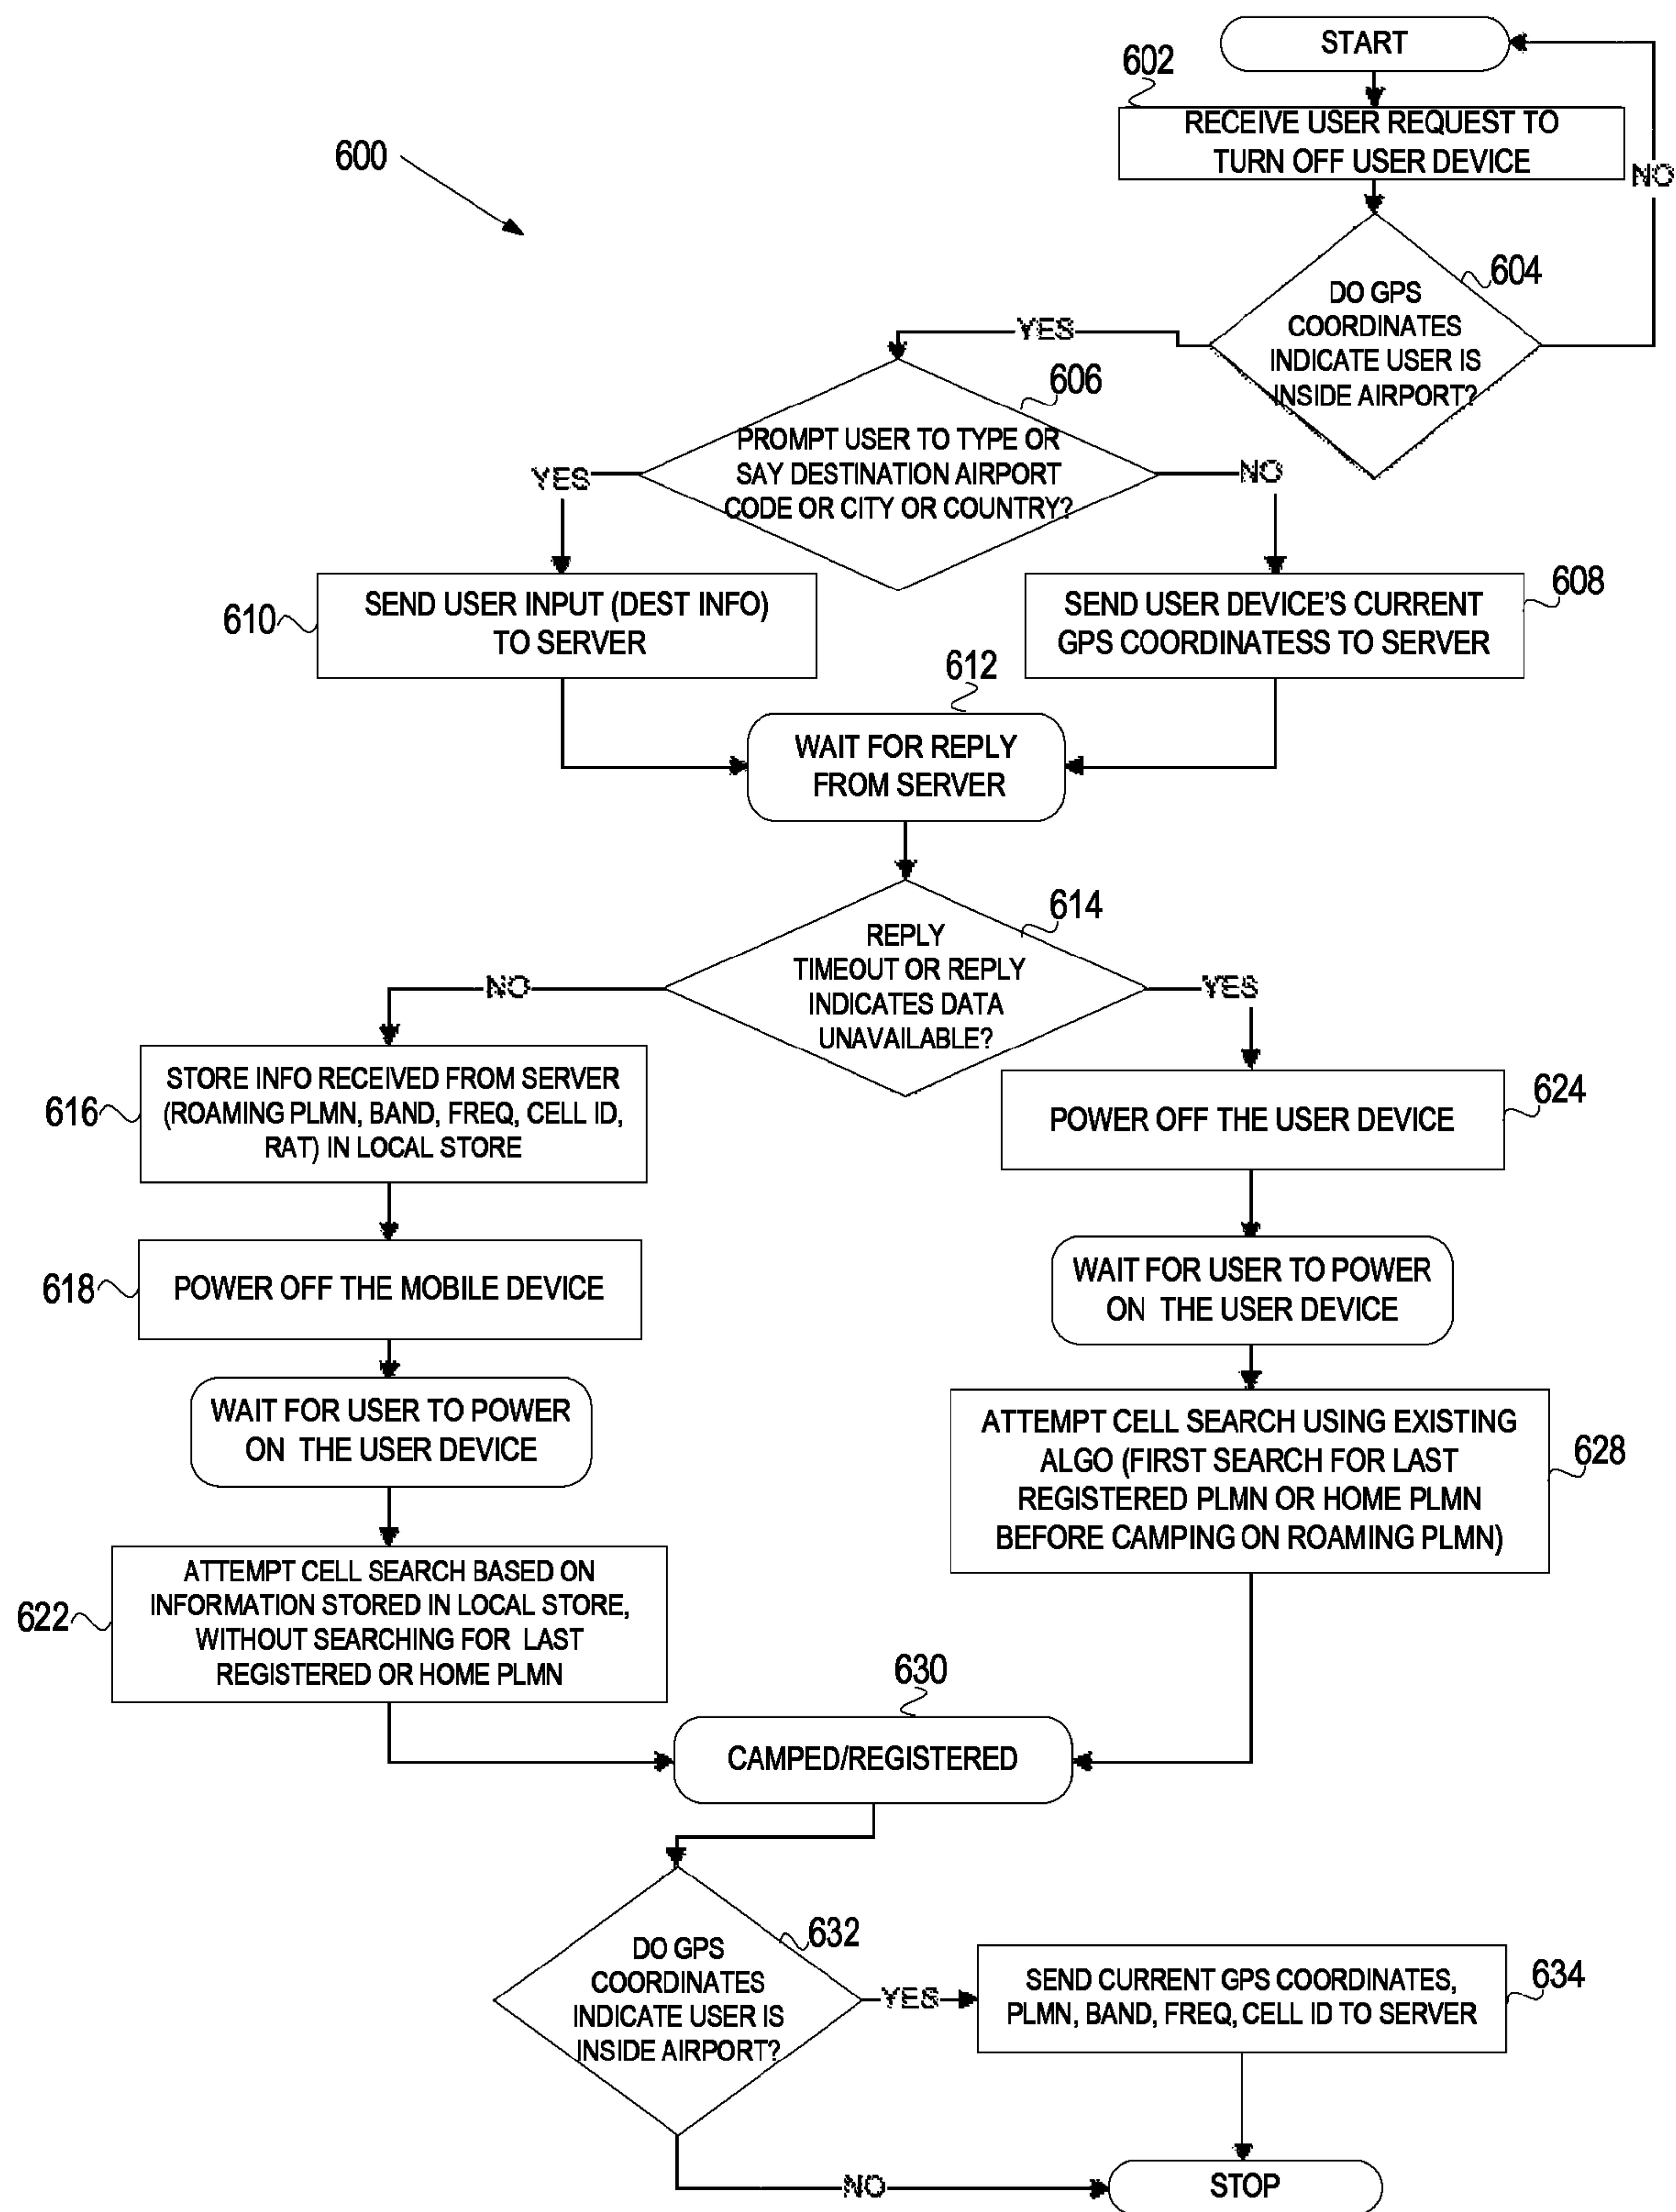 START
602
RECEIVE USER REQUEST TO
TURN OFF USER DEVICE
600
NO
604
DO GPS
COORDINATES
INDICATE USER IS
INSIDE AIRPORT?
YES
606
PROMPT USER TO TYPE OR
SAY DESTINATION AIRPORT
CODE OR CITY OR COUNTRY?
YES
NO
610
SEND USER INPUT (DEST INFO)
TO SERVER
608
SEND USER DEVICE'S CURRENT
GPS COORDINATESS TO SERVER
612
WAIT FOR REPLY
FROM SERVER
614
REPLY
TIMEOUT OR REPLY
INDICATES DATA
UNAVAILABLE?
NO
YES
616
STORE INFO RECEIVED FROM SERVER
(ROAMING PLMN, BAND, FREQ, CELL ID,
RAT) IN LOCAL STORE
624
POWER OFF THE USER DEVICE
618
POWER OFF THE MOBILE DEVICE
WAIT FOR USER TO POWER
ON THE USER DEVICE
WAIT FOR USER TO POWER
ON THE USER DEVICE
628
ATTEMPT CELL SEARCH USING EXISTING
ALGO (FIRST SEARCH FOR LAST
REGISTERED PLMN OR HOME PLMN
BEFORE CAMPING ON ROAMING PLMN)
622
ATTEMPT CELL SEARCH BASED ON
INFORMATION STORED IN LOCAL STORE,
WITHOUT SEARCHING FOR LAST
REGISTERED OR HOME PLMN
630
CAMPED/REGISTERED
632
DO GPS
COORDINATES
INDICATE USER IS
INSIDE AIRPORT?
YES
634
SEND CURRENT GPS COORDINATES,
PLMN, BAND, FREQ, CELL ID TO SERVER
NO
STOP